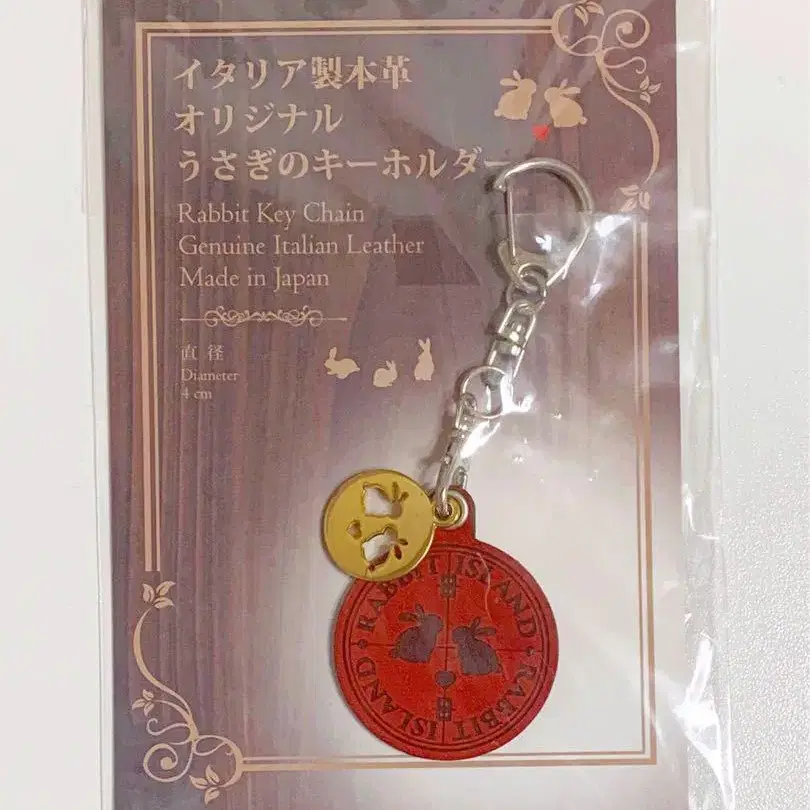 イタリア製本革
オリジナル
うさぎのキーホルダー
Rabbit Key Chain
Genuine Italian Leather
Made in Japan
直径
Diameter
4 cm
RABBIT ISLAND
RABBIT ISLAND